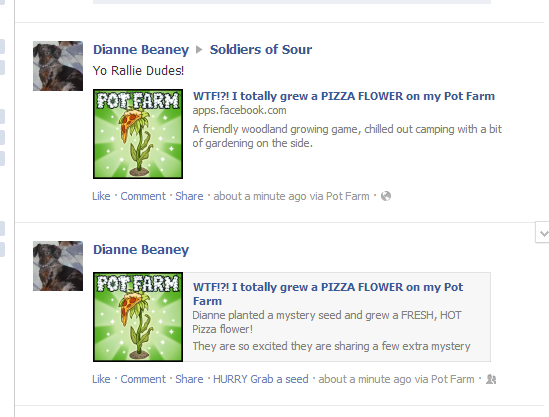 Dianne Beaney ▶ Soldiers of Sour
Yo Rallie Dudes!
POT FARM
WTF!?! I totally grew a PIZZA FLOWER on my Pot Farm
apps.facebook.com
A friendly woodland growing game, chilled out camping with a bit
of gardening on the side.
Like · Comment · Share · about a minute ago via Pot Farm ·
Dianne Beaney
POT FARM
WTF!?! I totally grew a PIZZA FLOWER on my Pot
Farm
Dianne planted a mystery seed and grew a FRESH, HOT
Pizza flower!
They are so excited they are sharing a few extra mystery
Like · Comment · Share · HURRY Grab a seed · about a minute ago via Pot Farm ·